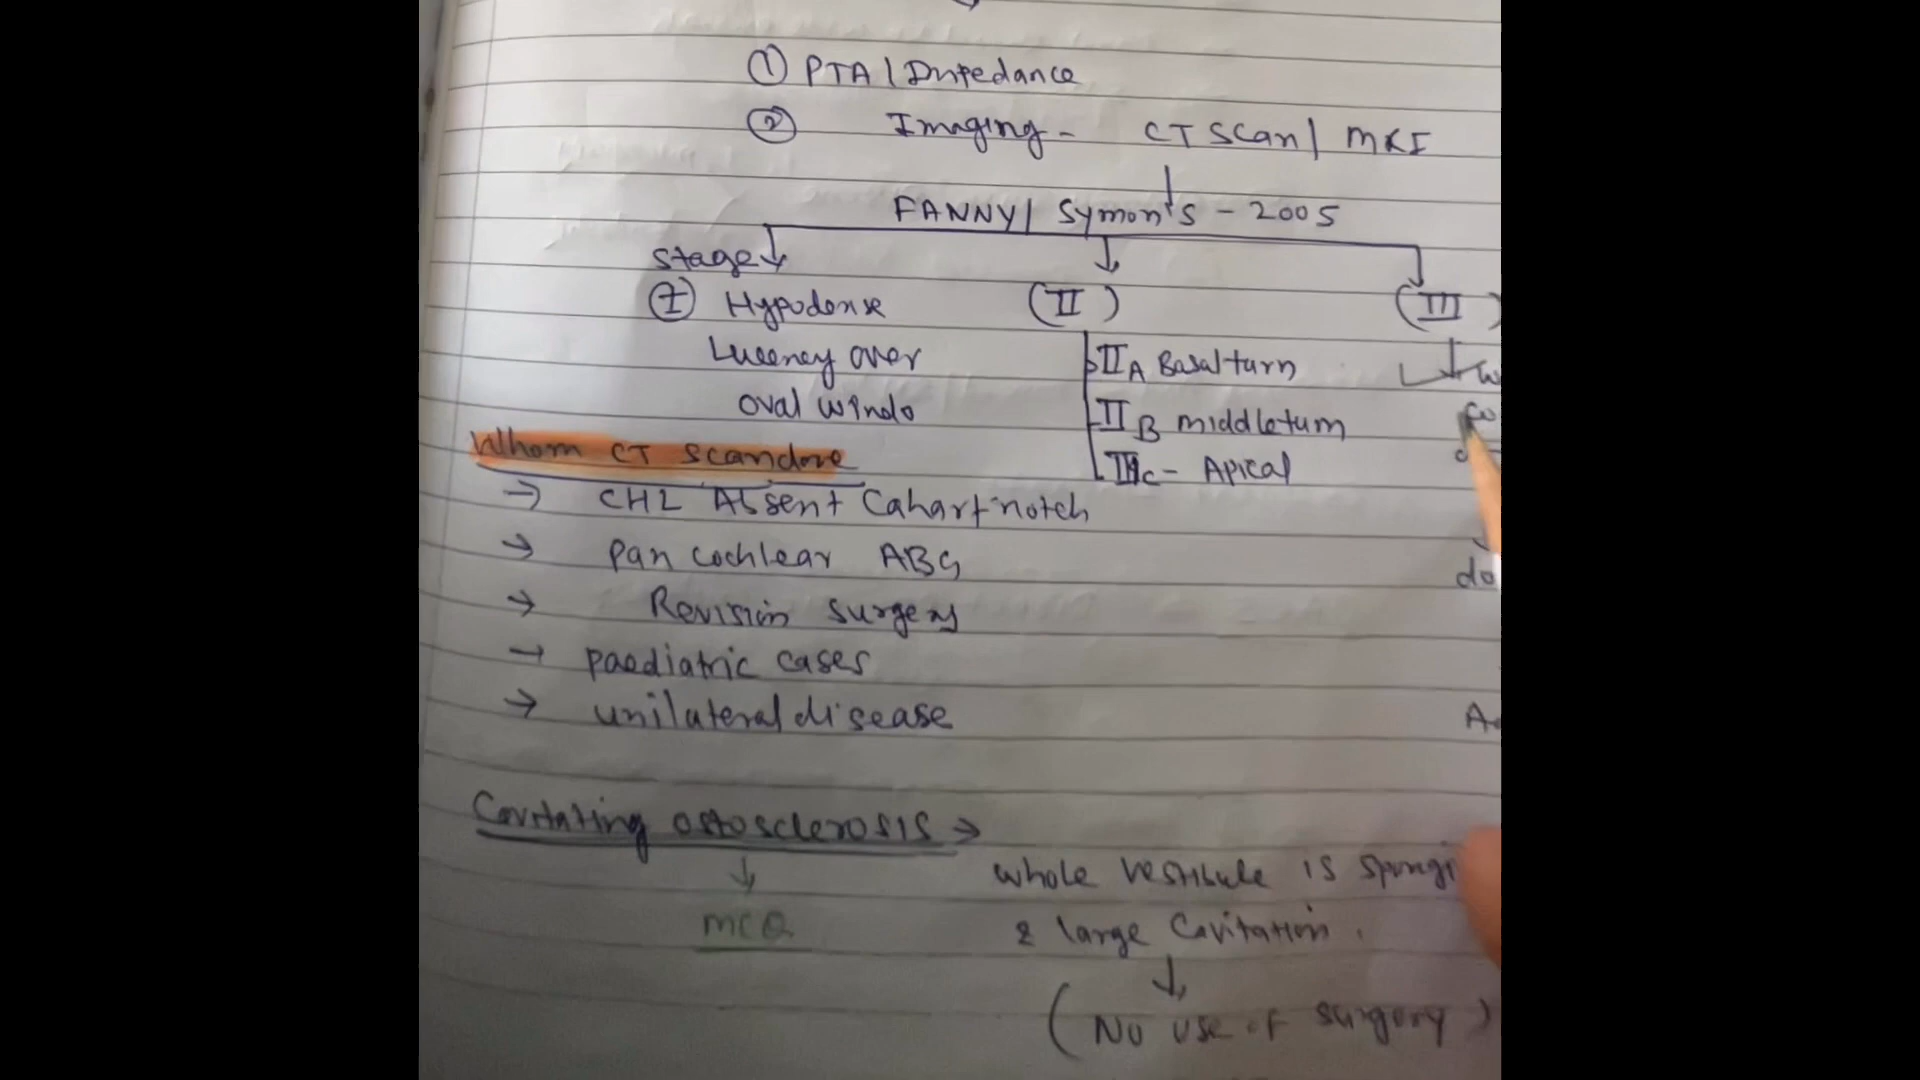 ① PTA / Impedance
② Imaging - CT Scan / MRI
FANNY / Symon's - 2005
Stage
(I) Hypodense
Lucency over
oval windo
(II)
IIA Basal turn
IIB middle turn
IIc - Apical
(III)
Whom CT Scan done
→ CHL Absent Cahart notch
→ Pan cochlear ABG
→ Revision surgery
→ paediatric cases
→ unilateral disease
do
Cavitating otosclerosis →
MCQ
whole vestibule is spongi
& large Cavitation.
(No use of surgery)